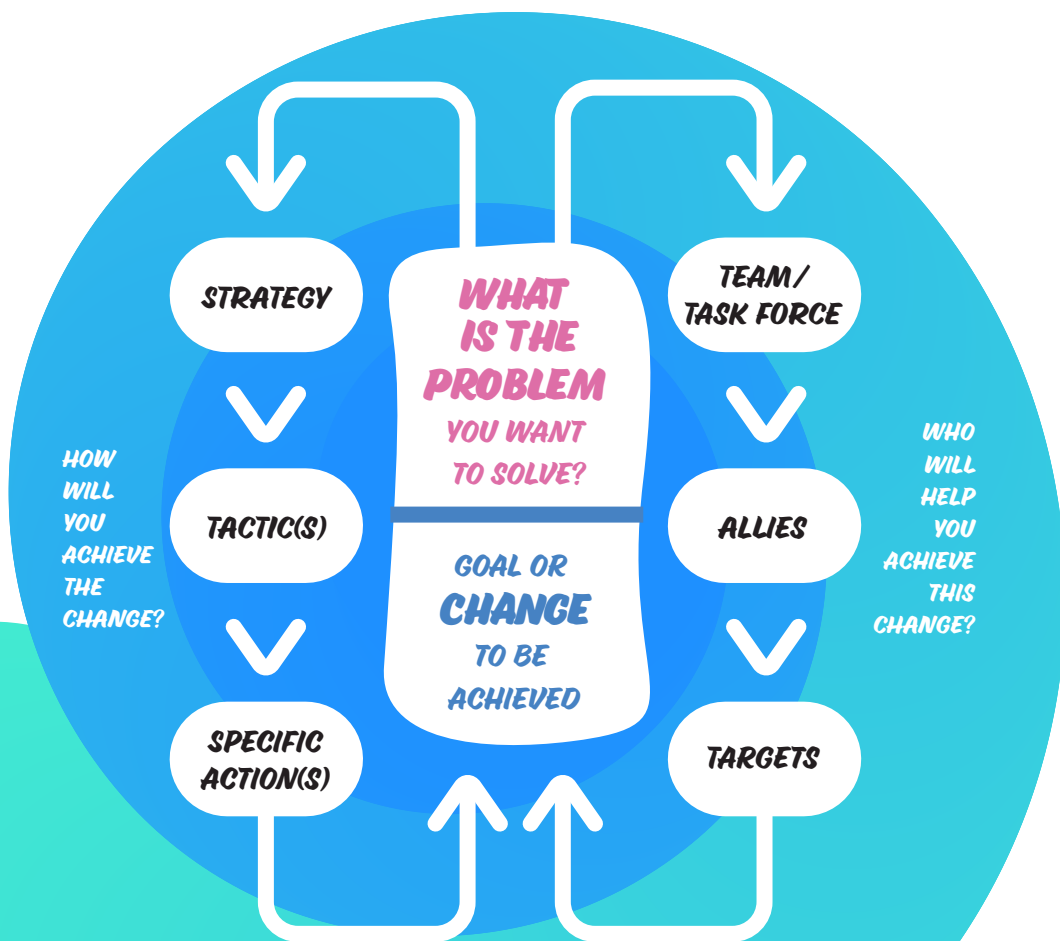 WHAT
IS THE
PROBLEM
YOU WANT
TO SOLVE?
GOAL OR
CHANGE
TO BE
ACHIEVED
HOW
WILL
YOU
ACHIEVE
THE
CHANGE?
STRATEGY
TACTIC(S)
SPECIFIC
ACTION(S)
TEAM/
TASK FORCE
ALLIES
TARGETS
WHO
WILL
HELP
YOU
ACHIEVE
THIS
CHANGE?